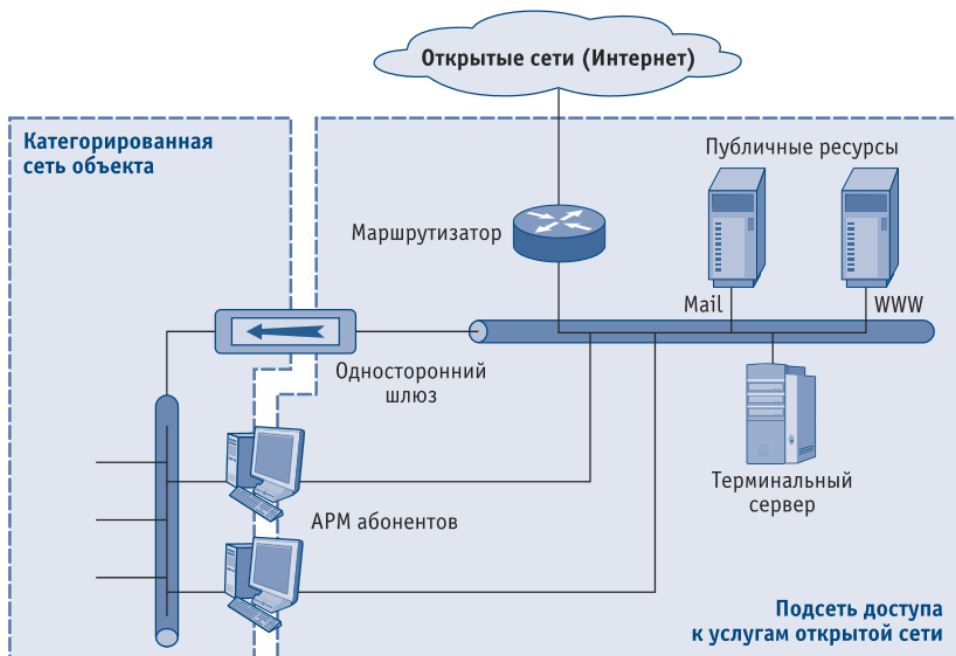 Открытые сети (Интернет)
Категорированная
сеть объекта
Публичные ресурсы
Маршрутизатор
Mail
WWW
Односторонний
шлюз
Терминальный
сервер
АРМ абонентов
Подсеть доступа
к услугам открытой сети